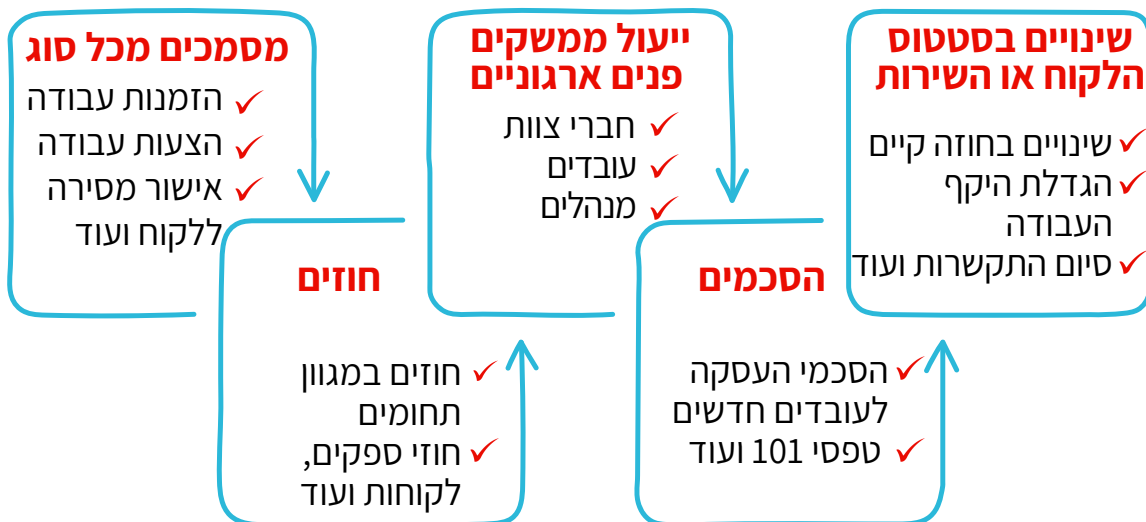 שינויים בסטטוס
הלקוח או השירות
שינויים בחוזה קיים
הגדלת היקף
העבודה
סיום התקשרות ועוד
הסכמים
הסכמי העסקה
לעובדים חדשים
טפסי 101 ועוד
ייעול ממשקים
פנים ארגוניים
חברי צוות
עובדים
מנהלים
חוזים
חוזים במגוון
תחומים
חוזי ספקים,
לקוחות ועוד
מסמכים מכל סוג
הזמנות עבודה
הצעות עבודה
אישור מסירה
ללקוח ועוד